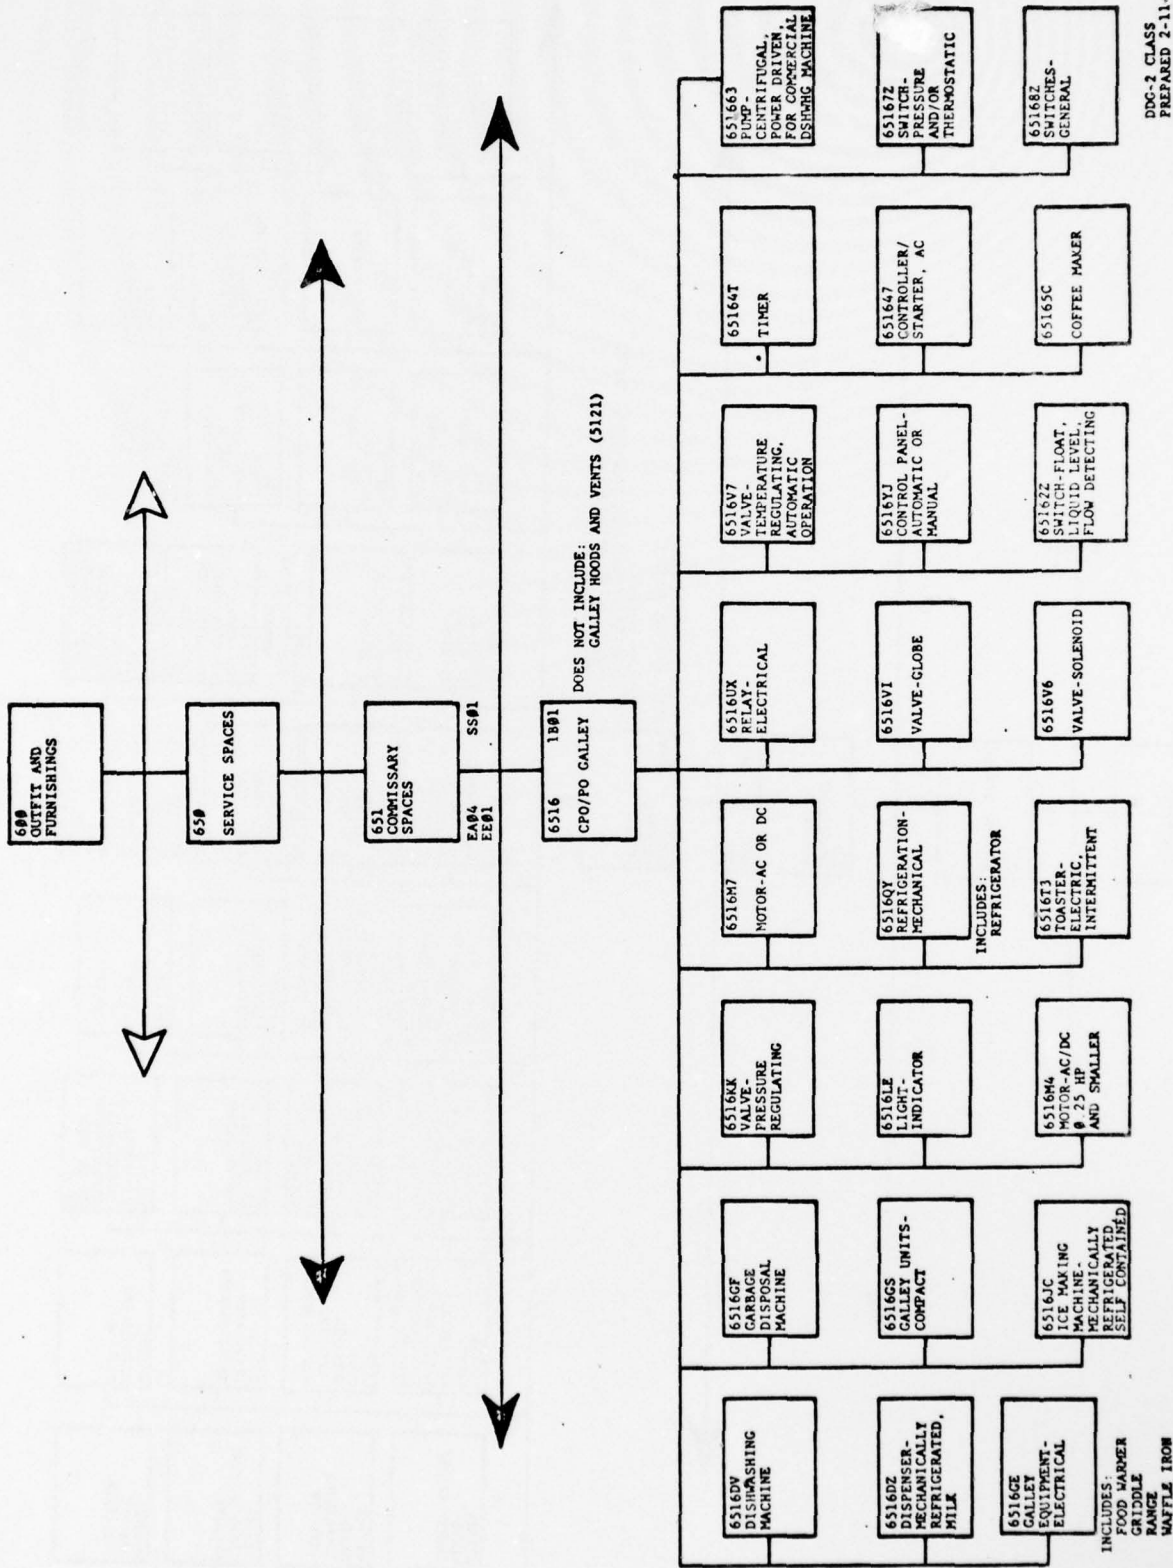 600
OUTFIT AND
FURNISHINGS
650
SERVICE SPACES
651
COMMISSARY
SPACES
EA04 SS01
EE01
6516 1B01
CPO/PO GALLEY
DOES NOT INCLUDE:
GALLEY HOODS AND VENTS (5121)
6516DV
DISHWASHING
MACHINE
6516DZ
DISPENSER-
MECHANICALLY
REFRIGERATED,
MILK
6516GE
GALLEY
EQUIPMENT-
ELECTRICAL
INCLUDES:
FOOD WARMER
GRIDDLE
RANGE
WAFFLE IRON
6516GF
GARBAGE
DISPOSAL
MACHINE
6516GS
GALLEY UNITS-
COMPACT
6516JC
ICE MAKING
MACHINE-
MECHANICALLY
REFRIGERATED,
SELF CONTAINED
6516KK
VALVE-
PRESSURE
REGULATING
6516LE
LIGHT-
INDICATOR
6516M4
MOTOR-AC/DC
0.25 HP
AND SMALLER
6516M7
MOTOR-AC OR DC
6516QY
REFRIGERATION-
MECHANICAL
INCLUDES:
REFRIGERATOR
6516T3
TOASTER-
ELECTRIC,
INTERMITTENT
6516UX
RELAY-
ELECTRICAL
6516VI
VALVE-GLOBE
6516V6
VALVE-SOLENOID
6516V7
VALVE-
TEMPERATURE
REGULATING,
AUTOMATIC
OPERATION
6516YJ
CONTROL PANEL-
AUTOMATIC OR
MANUAL
65162Z
SWITCH-FLOAT,
LIQUID LEVEL,
FLOW DETECTING
65164T
TIMER
651647
CONTROLLER/
STARTER, AC
65165C
COFFEE MAKER
651663
PUMP-
CENTRIFUGAL,
POWER DRIVEN,
FOR COMMERCIAL
DSHWHG MACHINE
65167Z
SWITCH-
PRESSURE
AND/OR
THERMOSTATIC
65168Z
SWITCHES-
GENERAL
DDG-2 CLASS
PREPARED 2-11-